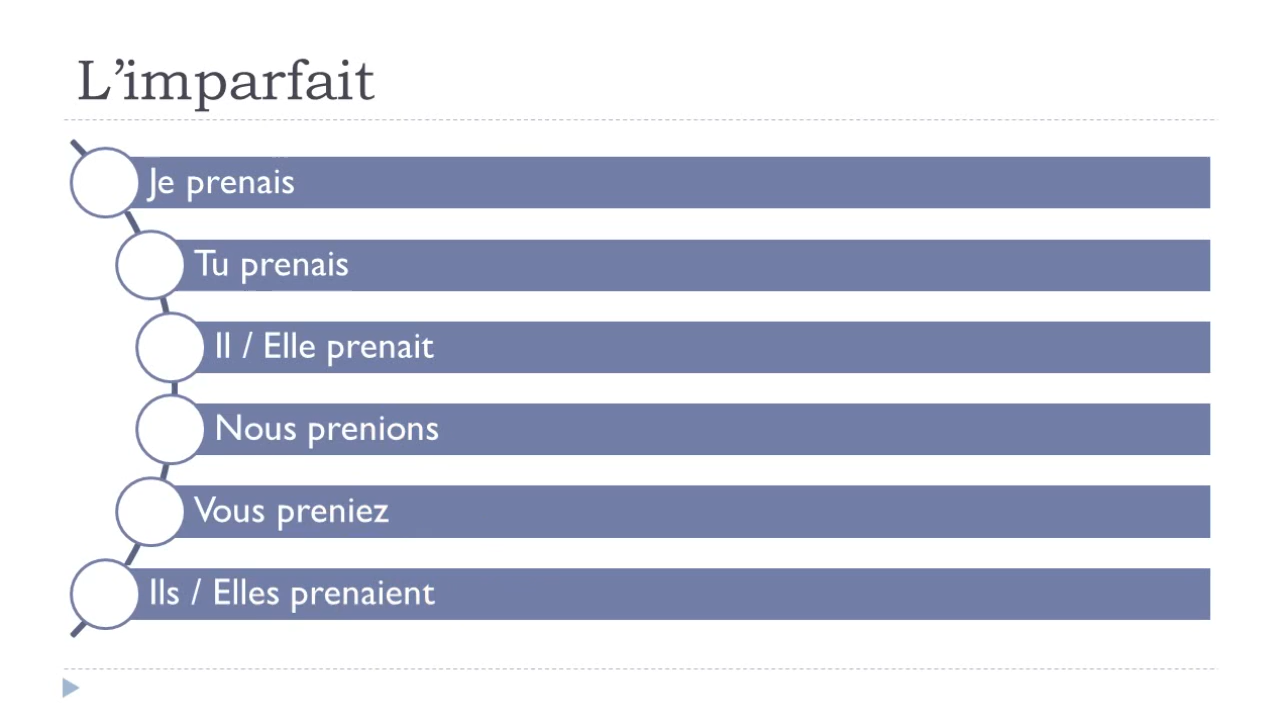 L’imparfait
Je prenais
Tu prenais
Il / Elle prenait
Nous prenions
Vous preniez
Ils / Elles prenaient